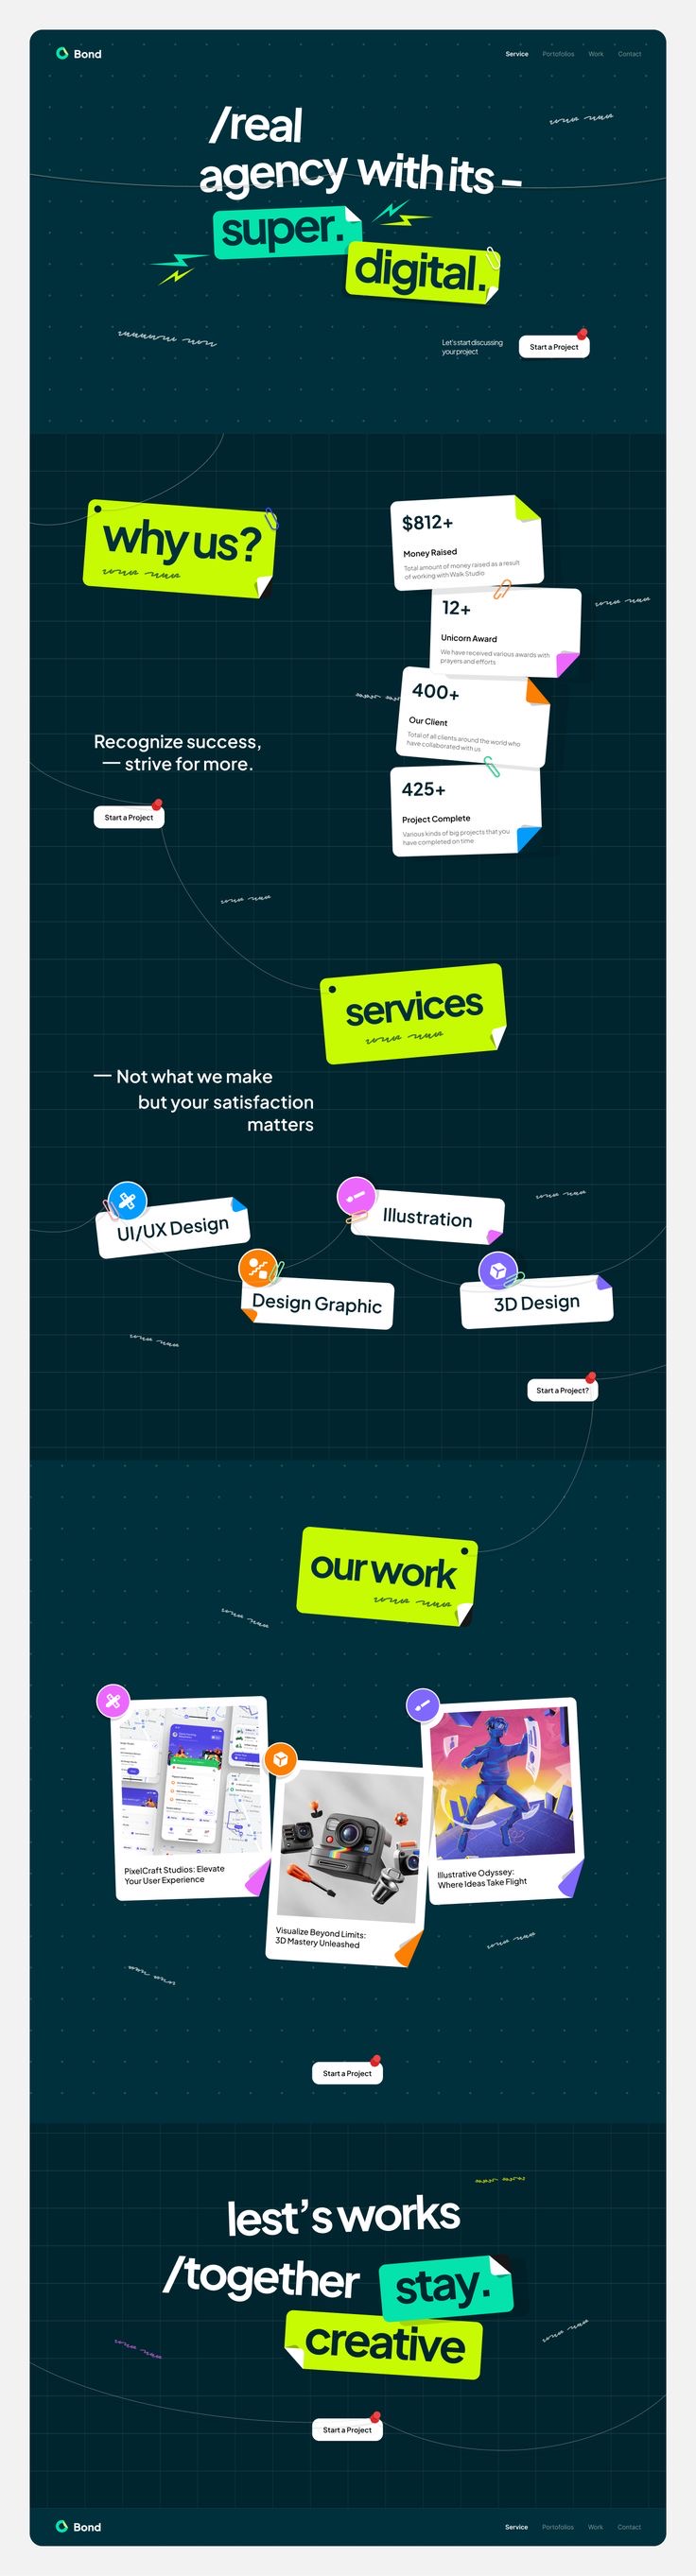 Bond
Service Portofolios Work Contact
/real
agency with its –
super.
digital.
Let's start discussing
your project
Start a Project
why us?
$812+
Money Raised
Total amount of money raised as a result
of working with Walk Studio
12+
Unicorn Award
We have received various awards with
prayers and efforts
400+
Our Client
Total of all clients around the world who
have collaborated with us
425+
Project Complete
Various kinds of big projects that you
have completed on time
Recognize success,
— strive for more.
Start a Project
services
— Not what we make
but your satisfaction
matters
UI/UX Design
Illustration
Design Graphic
3D Design
Start a Project?
our work
PixelCraft Studios: Elevate
Your User Experience
Visualize Beyond Limits:
3D Mastery Unleashed
Illustrative Odyssey:
Where Ideas Take Flight
Start a Project
lest's works
/together
stay.
creative
Start a Project
Bond
Service Portofolios Work Contact